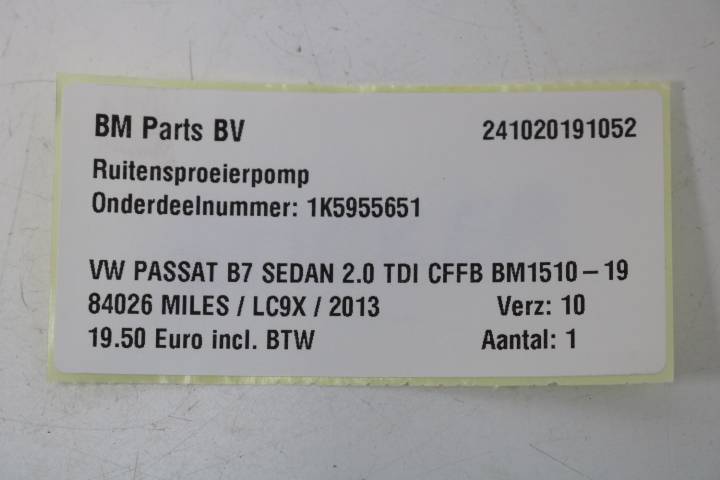 BM Parts BV 241020191052
Ruitensproeierpomp
Onderdeelnummer: 1K5955651
VW PASSAT B7 SEDAN 2.0 TDI CFFB BM1510-19
84026 MILES / LC9X / 2013 Verz: 10
19.50 Euro incl. BTW Aantal: 1